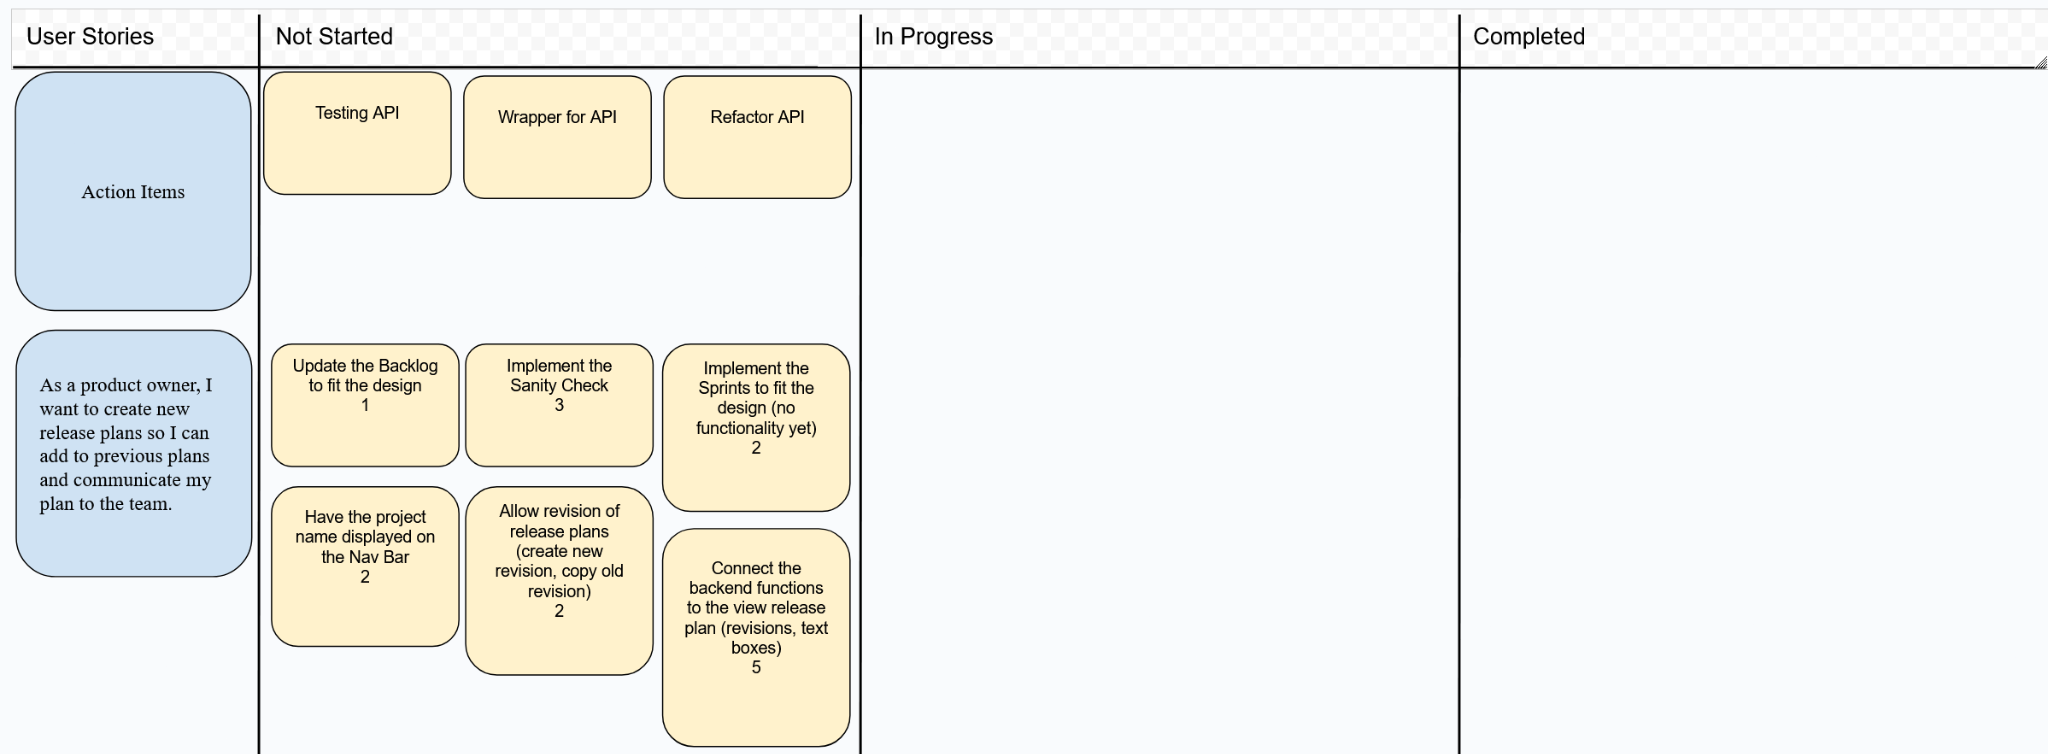 User Stories
Not Started
In Progress
Completed
Action Items
Testing API
Wrapper for API
Refactor API
As a product owner, I
want to create new
release plans so I can
add to previous plans
and communicate my
plan to the team.
Update the Backlog
to fit the design
1
Implement the
Sanity Check
3
Implement the
Sprints to fit the
design (no
functionality yet)
2
Have the project
name displayed on
the Nav Bar
2
Allow revision of
release plans
(create new
revision, copy old
revision)
2
Connect the
backend functions
to the view release
plan (revisions, text
boxes)
5